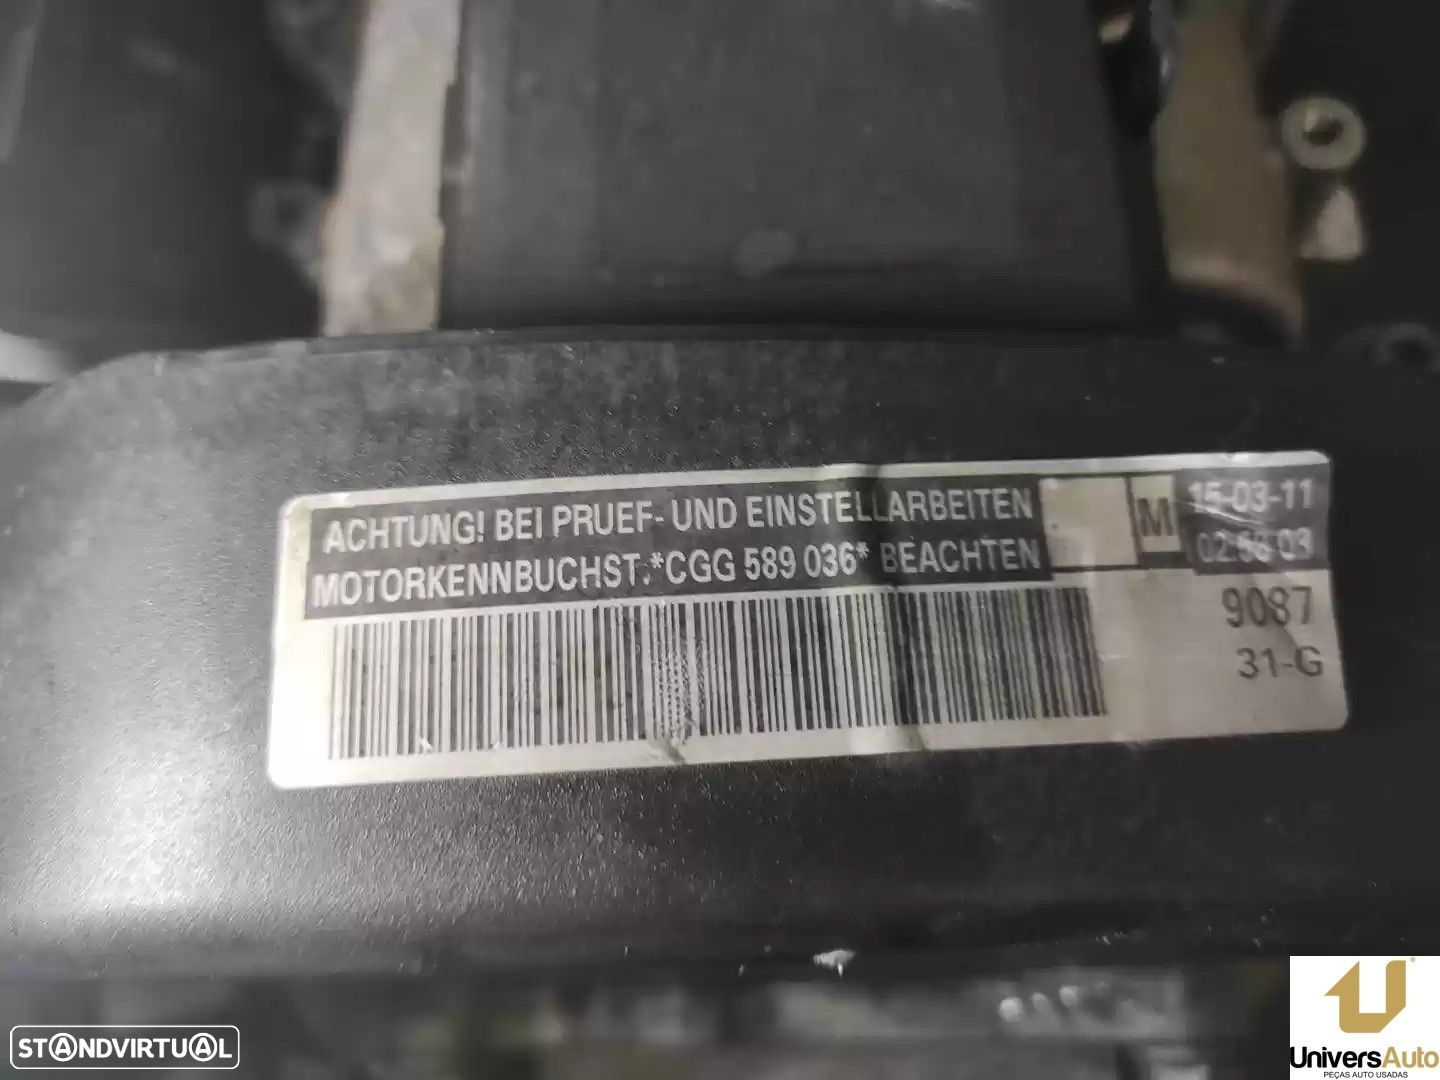 ACHTUNG! BEI PRUEF- UND EINSTELLARBEITEN
MOTORKENNBUCHST.*CGG 589 036* BEACHTEN
M
15-03-11
9087
31-G
STANDVIRTUAL
UniversAuto
PEÇAS AUTO USADAS